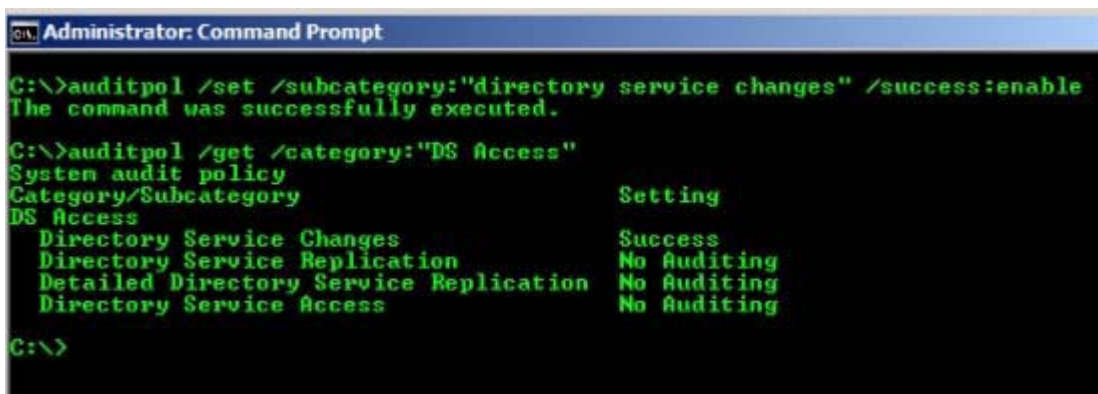 Administrator: Command Prompt
C:\>auditpol /set /subcategory:"directory service changes" /success:enable
The command was successfully executed.
C:\>auditpol /get /category:"DS Access"
System audit policy
Category/Subcategory Setting
DS Access
Directory Service Changes Success
Directory Service Replication No Auditing
Detailed Directory Service Replication No Auditing
Directory Service Access No Auditing
C:\>